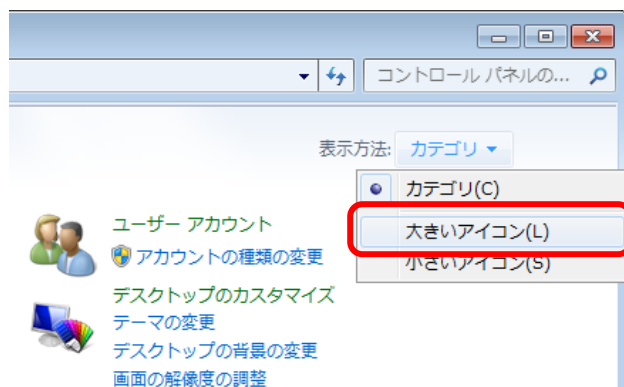 コントロール パネルの...
表示方法: カテゴリ
カテゴリ(C)
大きいアイコン(L)
小さいアイコン(S)
ユーザー アカウント
アカウントの種類の変更
デスクトップのカスタマイズ
テーマの変更
デスクトップの背景の変更
画面の解像度の調整